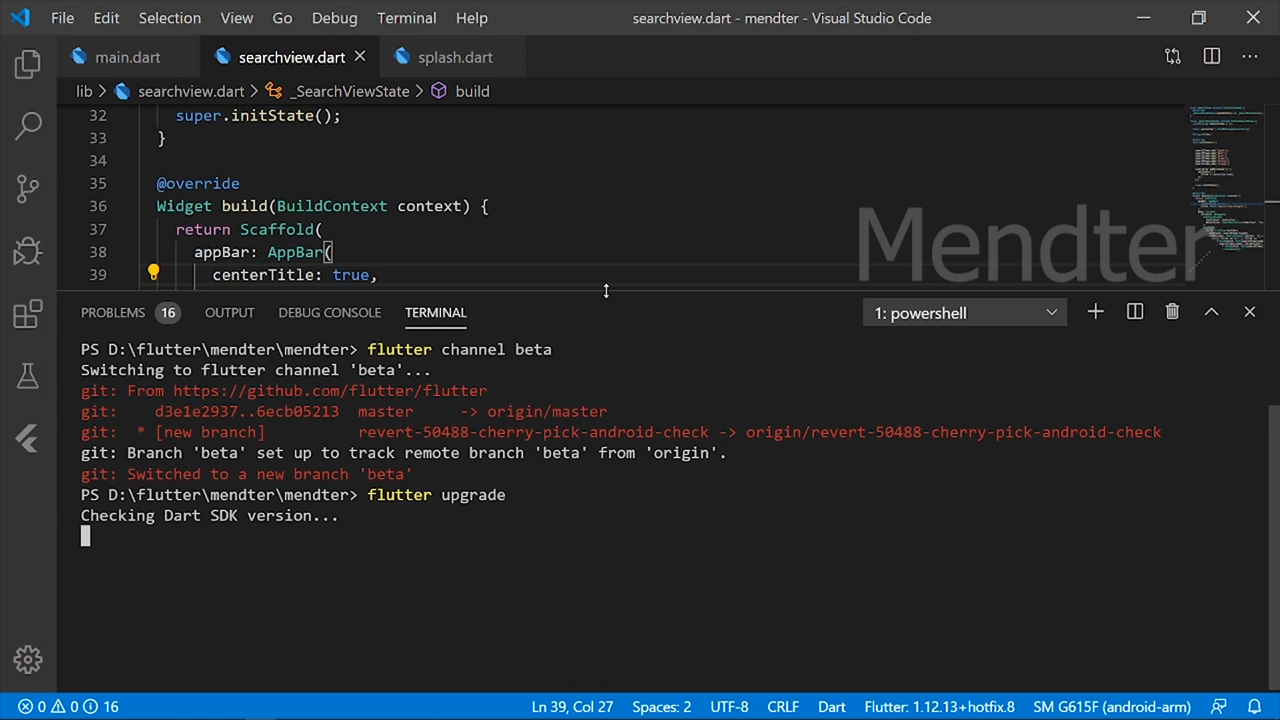 File Edit Selection View Go Debug Terminal Help searchview.dart - mendter - Visual Studio Code
main.dart searchview.dart splash.dart
lib > searchview.dart > _SearchViewState > build
32 super.initState();
33 }
34
35 @override
36 Widget build(BuildContext context) {
37 return Scaffold(
38 appBar: AppBar(
39 centerTitle: true,
Mendter
PROBLEMS 16 OUTPUT DEBUG CONSOLE TERMINAL 1: powershell
PS D:\flutter\mendter\mendter> flutter channel beta
Switching to flutter channel 'beta'...
git: From https://github.com/flutter/flutter
git: d3e1e2937..6ecb05213 master -> origin/master
git: * [new branch] revert-50488-cherry-pick-android-check -> origin/revert-50488-cherry-pick-android-check
git: Branch 'beta' set up to track remote branch 'beta' from 'origin'.
git: Switched to a new branch 'beta'
PS D:\flutter\mendter\mendter> flutter upgrade
Checking Dart SDK version...
0 0 16 Ln 39, Col 27 Spaces: 2 UTF-8 CRLF Dart Flutter: 1.12.13+hotfix.8 SM G615F (android-arm)